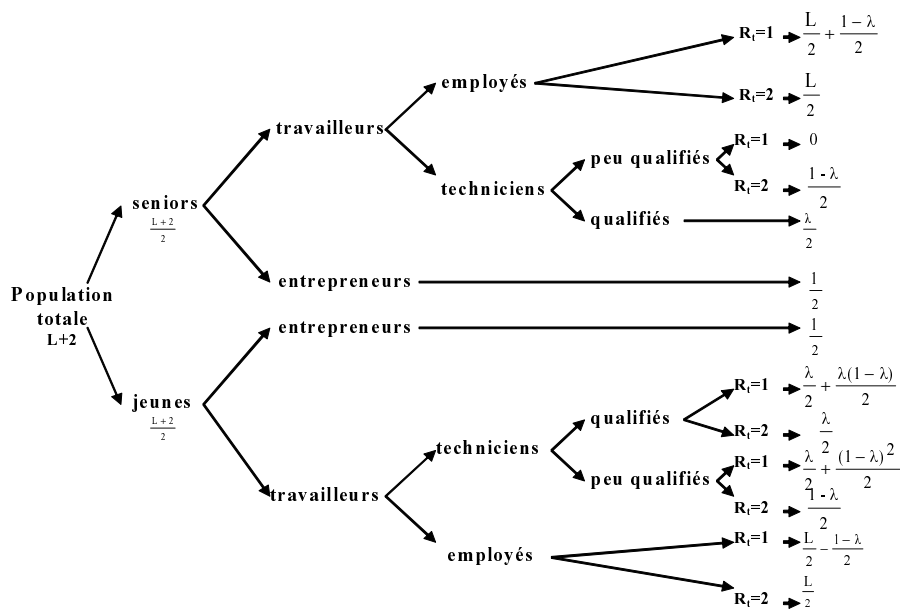 R_t=1 L/2 + 1 − λ/2
employés
R_t=2 L/2
travailleurs
R_t=1 0
peu qualifiés
R_t=2 1 - λ/2
techniciens
seniors
L + 2/2
qualifiés λ/2
entrepreneurs 1/2
Population
totale
L+2
entrepreneurs 1/2
jeunes
L + 2/2
R_t=1 λ/2 + λ(1 − λ)/2
qualifiés
R_t=2 λ/2
techniciens
R_t=1 λ/2 + (1 − λ)²/2
peu qualifiés
R_t=2 1 - λ/2
travailleurs
R_t=1 L/2 − 1 − λ/2
employés
R_t=2 L/2